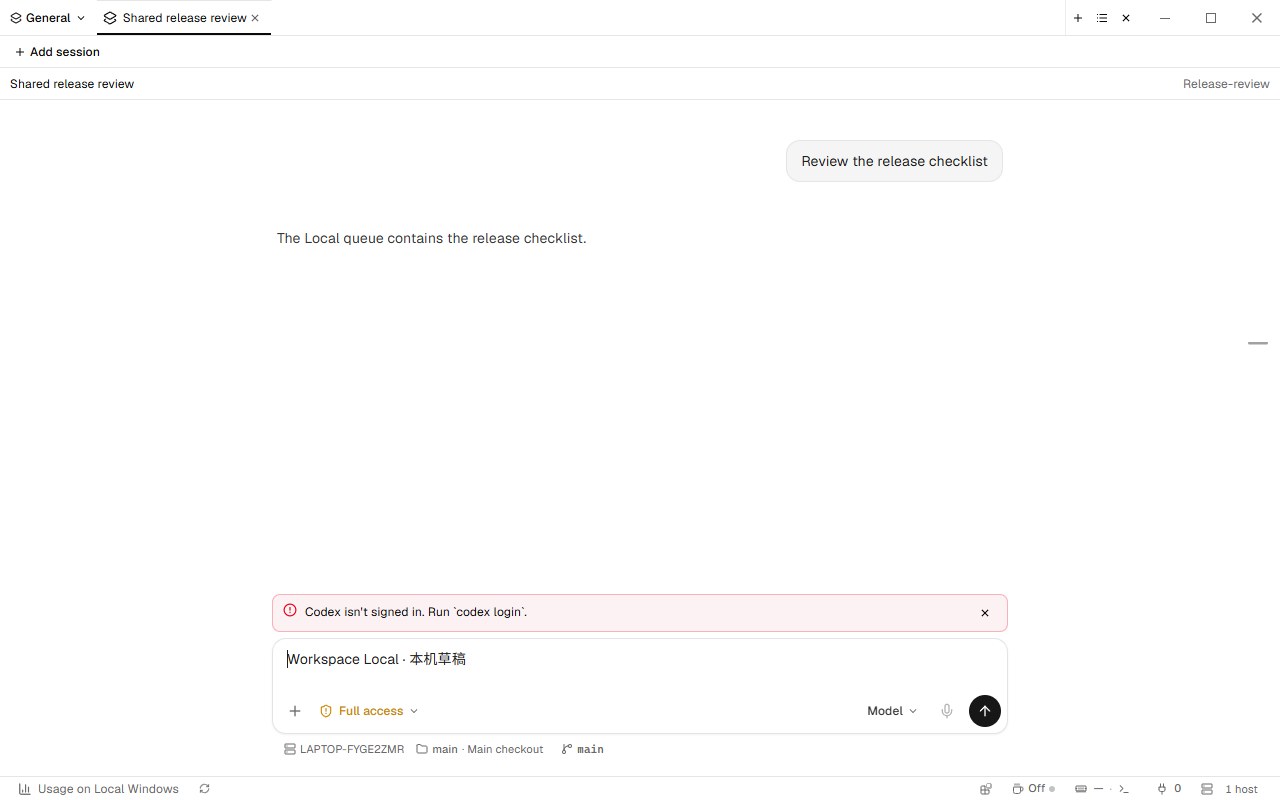 General
Shared release review
Add session
Shared release review
Release-review
Review the release checklist
The Local queue contains the release checklist.
Codex isn't signed in. Run `codex login`.
Workspace Local · 本机草稿
Full access
Model
LAPTOP-FYGE2ZMR
main · Main checkout
main
Usage on Local Windows
Off
0
1 host